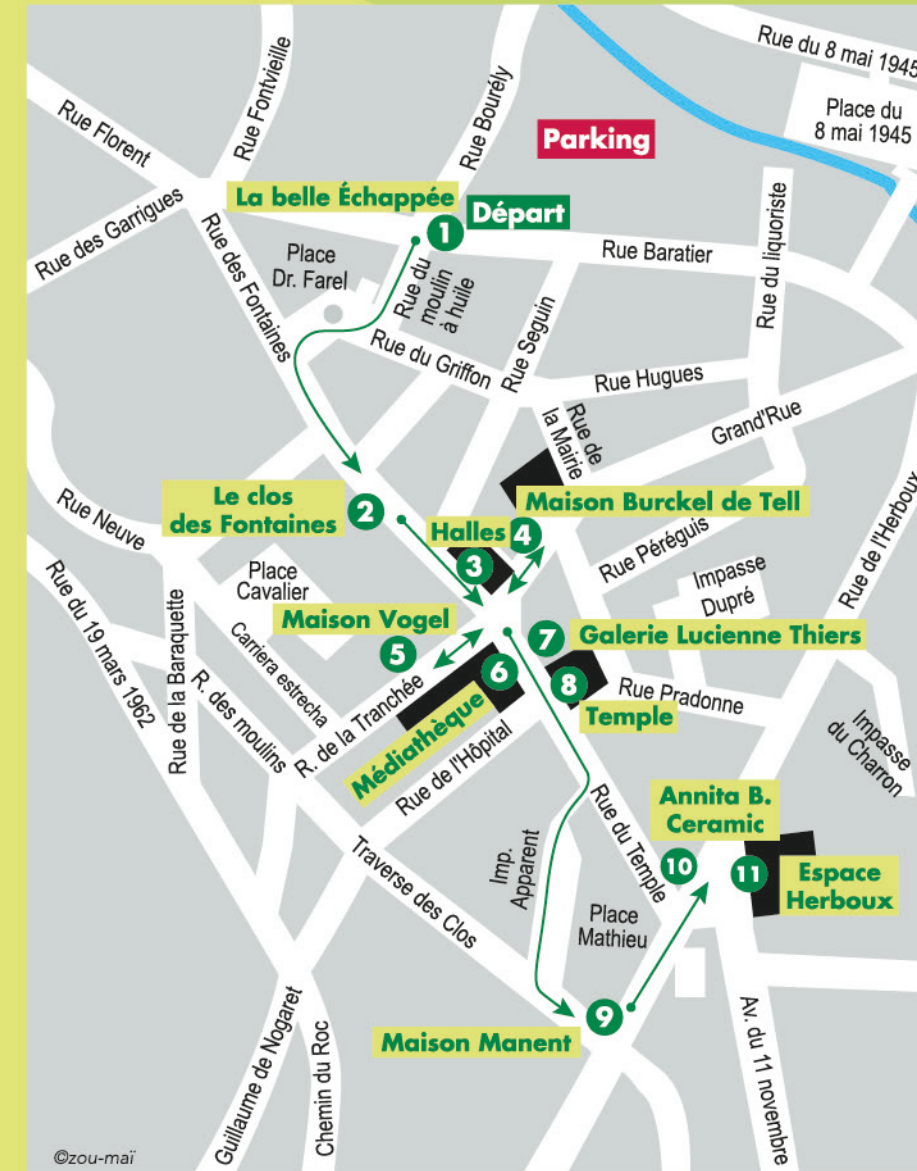 Rue du 8 mai 1945
Place du
8 mai 1945
Rue Fontvieille
Rue Florent
Rue Bourély
Parking
Rue des Garrigues
La belle Échappée
1
Départ
Rue des Fontaines
Place
Dr. Farel
Rue du
moulin
à huile
Rue Baratier
Rue du liquoriste
Rue du Griffon
Rue Seguin
Rue Hugues
Rue de
la Mairie
Grand'Rue
Rue Neuve
Le clos
des Fontaines
2
Halles
3
4
Maison Burckel de Tell
Rue Péréguis
Rue de l'Herboux
Place
Cavalier
Impasse
Dupré
Rue du 19 mars 1962
Rue de la Baraquette
Carriera estrecha
R. des moulins
Maison Vogel
5
R. de la Tranchée
6
Médiathèque
7
Galerie Lucienne Thiers
8
Temple
Rue Pradonne
Rue de l'Hôpital
Impasse
du Charron
Traverse des Clos
Imp.
Apparent
Rue du Temple
Annita B.
Ceramic
10
11
Espace
Herboux
Place
Mathieu
9
Maison Manent
Guillaume de Nogaret
Chemin du Roc
Av. du 11 novembre
©zou-maï